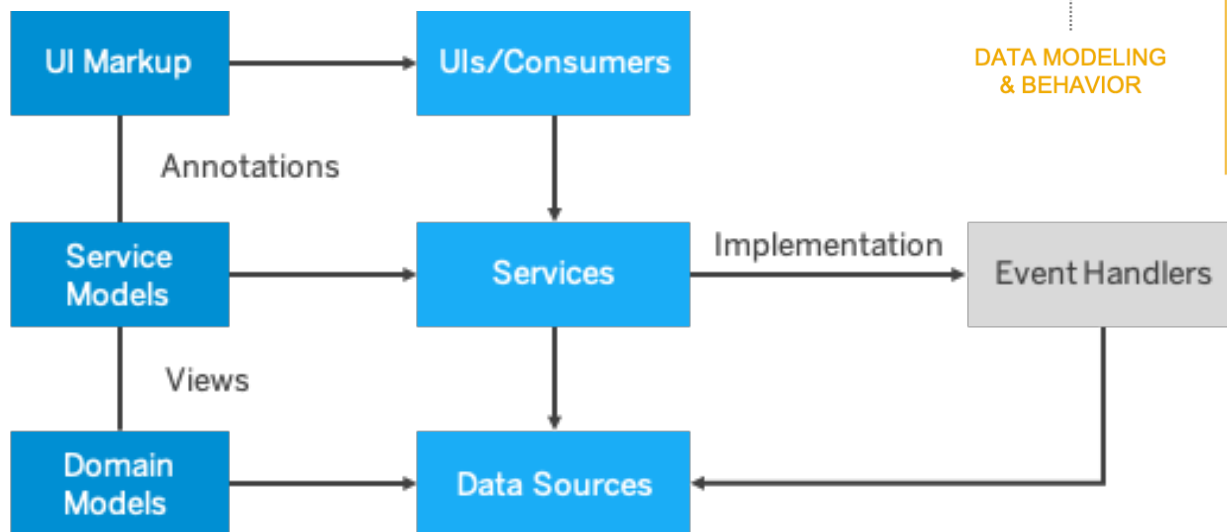 UI Markup
UIs/Consumers
DATA MODELING
& BEHAVIOR
Annotations
Service
Models
Services
Implementation
Event Handlers
Views
Domain
Models
Data Sources